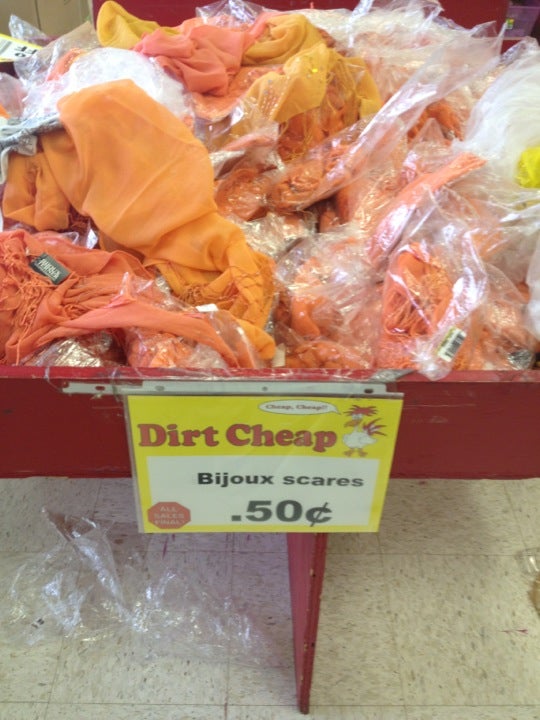 Cheap, Cheap!!
Dirt Cheap
Bijoux scares
.50¢
ALL
SALES
FINAL!